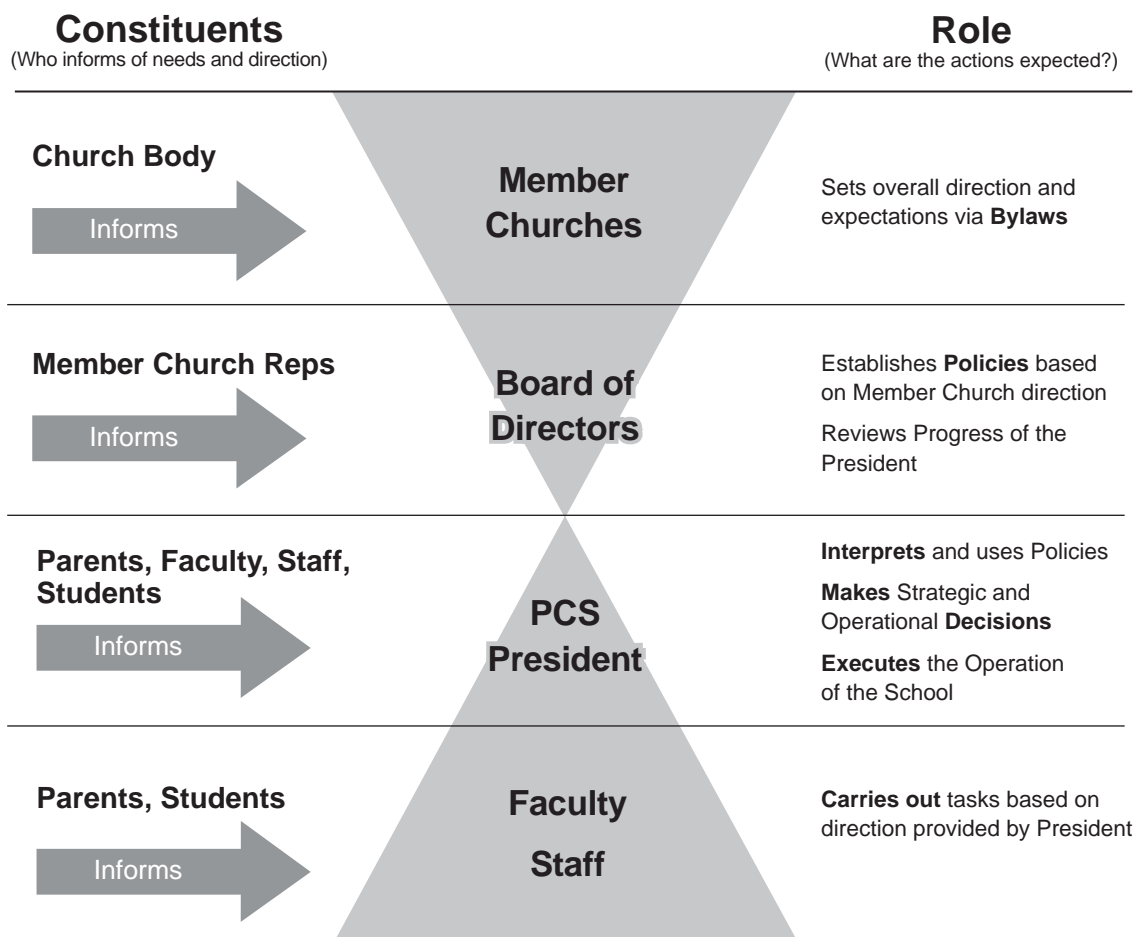 Constituents
(Who informs of needs and direction)
Role
(What are the actions expected?)
Church Body
Informs
Member
Churches
Sets overall direction and
expectations via Bylaws
Member Church Reps
Informs
Board of
Directors
Establishes Policies based
on Member Church direction
Reviews Progress of the
President
Parents, Faculty, Staff,
Students
Informs
PCS
President
Interprets and uses Policies
Makes Strategic and
Operational Decisions
Executes the Operation
of the School
Parents, Students
Informs
Faculty
Staff
Carries out tasks based on
direction provided by President